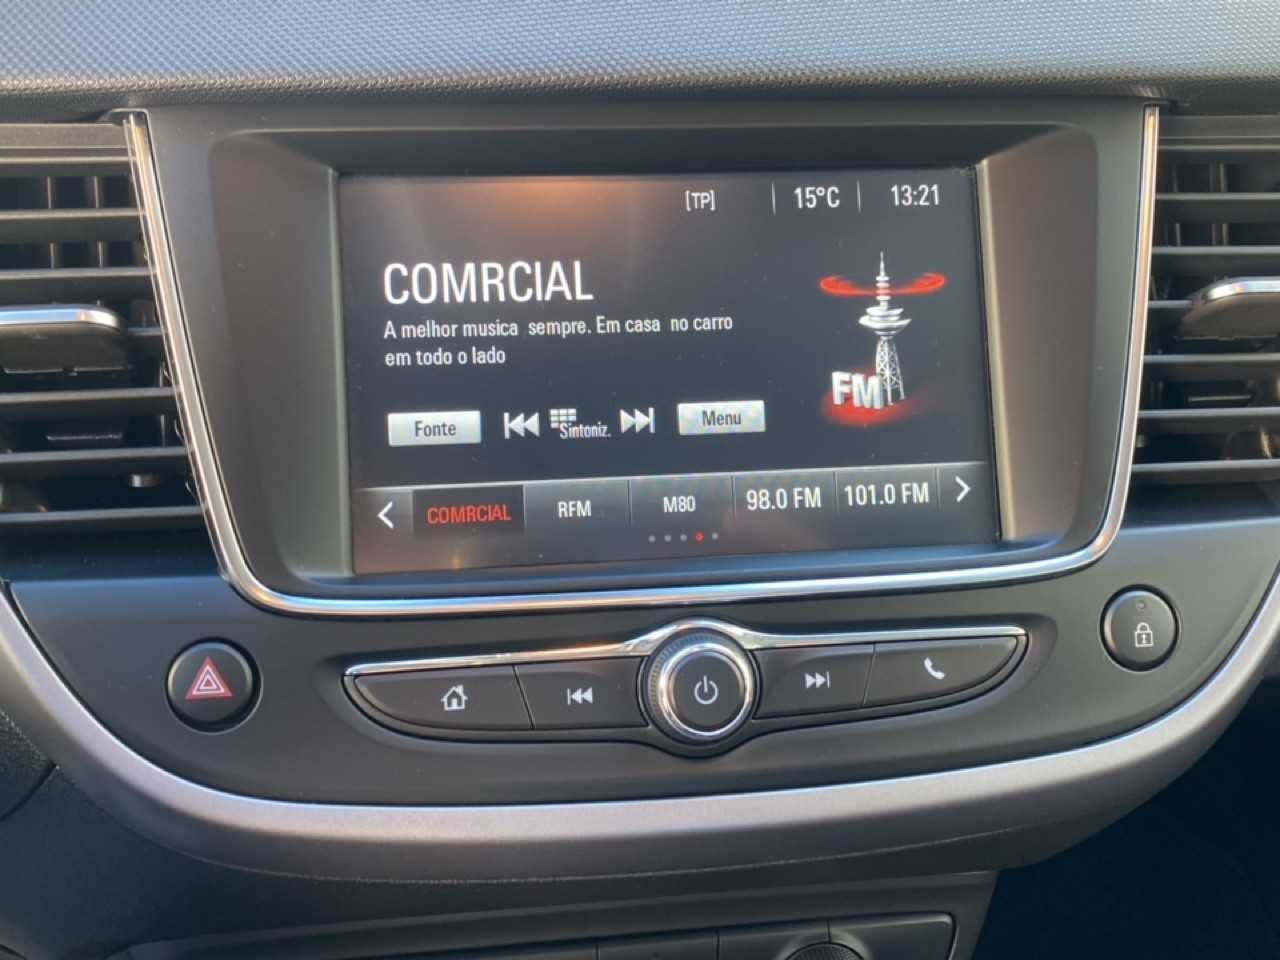 [TP] 15°C 13:21
COMRCIAL
A melhor musica sempre. Em casa no carro
em todo o lado
FM
Fonte Sintoniz. Menu
COMRCIAL RFM M80 98.0 FM 101.0 FM